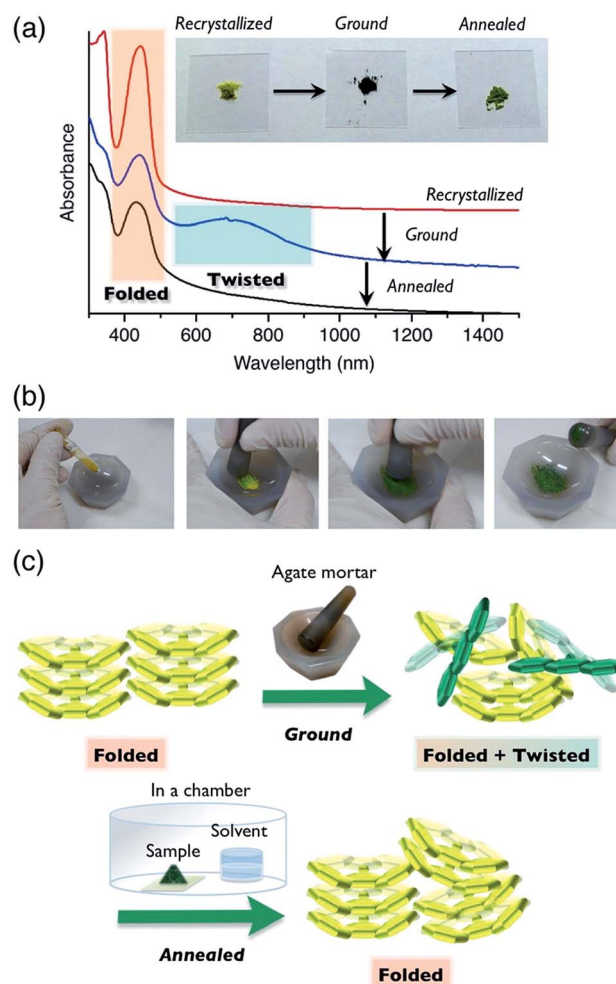 (a)
Recrystallized
Ground
Annealed
Absorbance
Recrystallized
Ground
Twisted
Folded
Annealed
400
600
800
1000
1200
1400
Wavelength (nm)
(b)
(c)
Agate mortar
Ground
Folded
Folded + Twisted
In a chamber
Solvent
Sample
Annealed
Folded